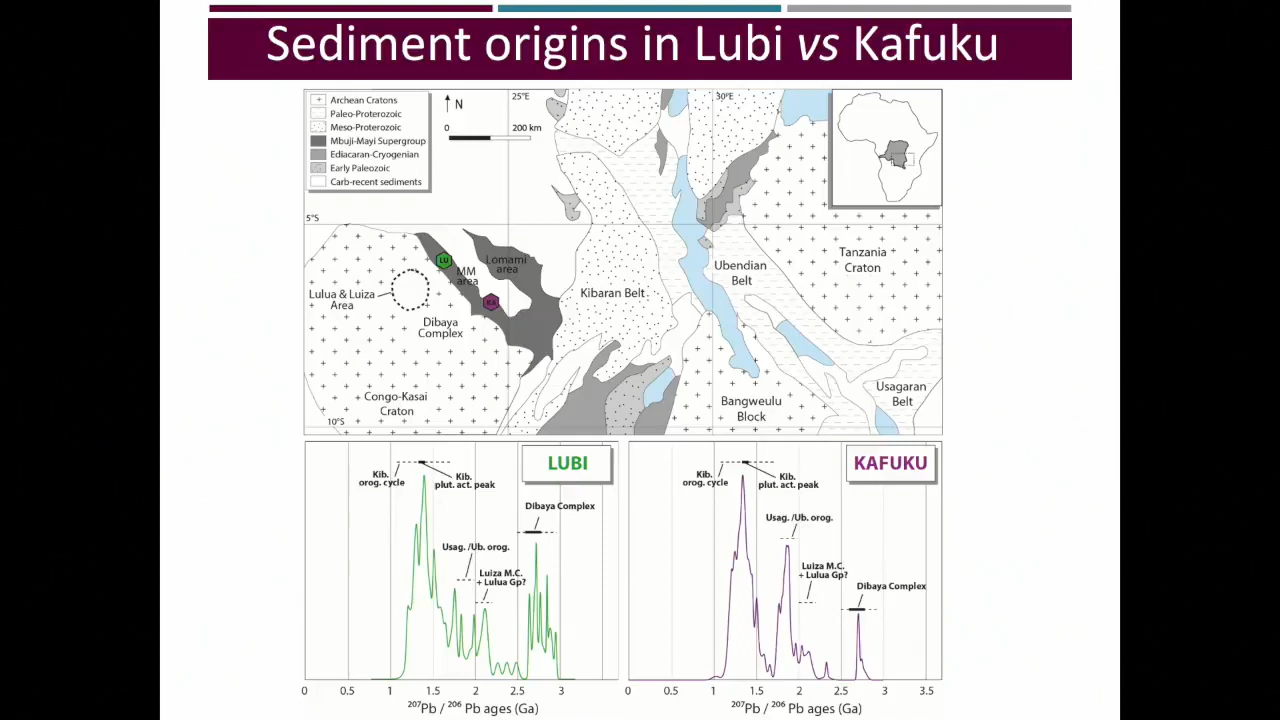 Sediment origins in Lubi vs Kafuku
Archean Cratons
Paleo-Proterozoic
Meso-Proterozoic
Mbuji-Mayi Supergroup
Ediacaran-Cryogenian
Early Paleozoic
Carb-recent sediments
N
0 200 km
25°E
30°E
5°S
10°S
LU
KA
MM
area
Lomami
area
Lulua & Luiza
Area
Dibaya
Complex
Congo-Kasai
Craton
Kibaran Belt
Ubendian
Belt
Tanzania
Craton
Bangweulu
Block
Usagaran
Belt
LUBI
Kib.
orog. cycle
Kib.
plut. act. peak
Dibaya Complex
Usag. /Ub. orog.
Luiza M.C.
+ Lulua Gp?
0 0.5 1 1.5 2 2.5 3
207Pb / 206 Pb ages (Ga)
KAFUKU
Kib.
orog. cycle
Kib.
plut. act. peak
Usag. /Ub. orog.
Luiza M.C.
+ Lulua Gp?
Dibaya Complex
0 0.5 1 1.5 2 2.5 3 3.5
207Pb / 206 Pb ages (Ga)